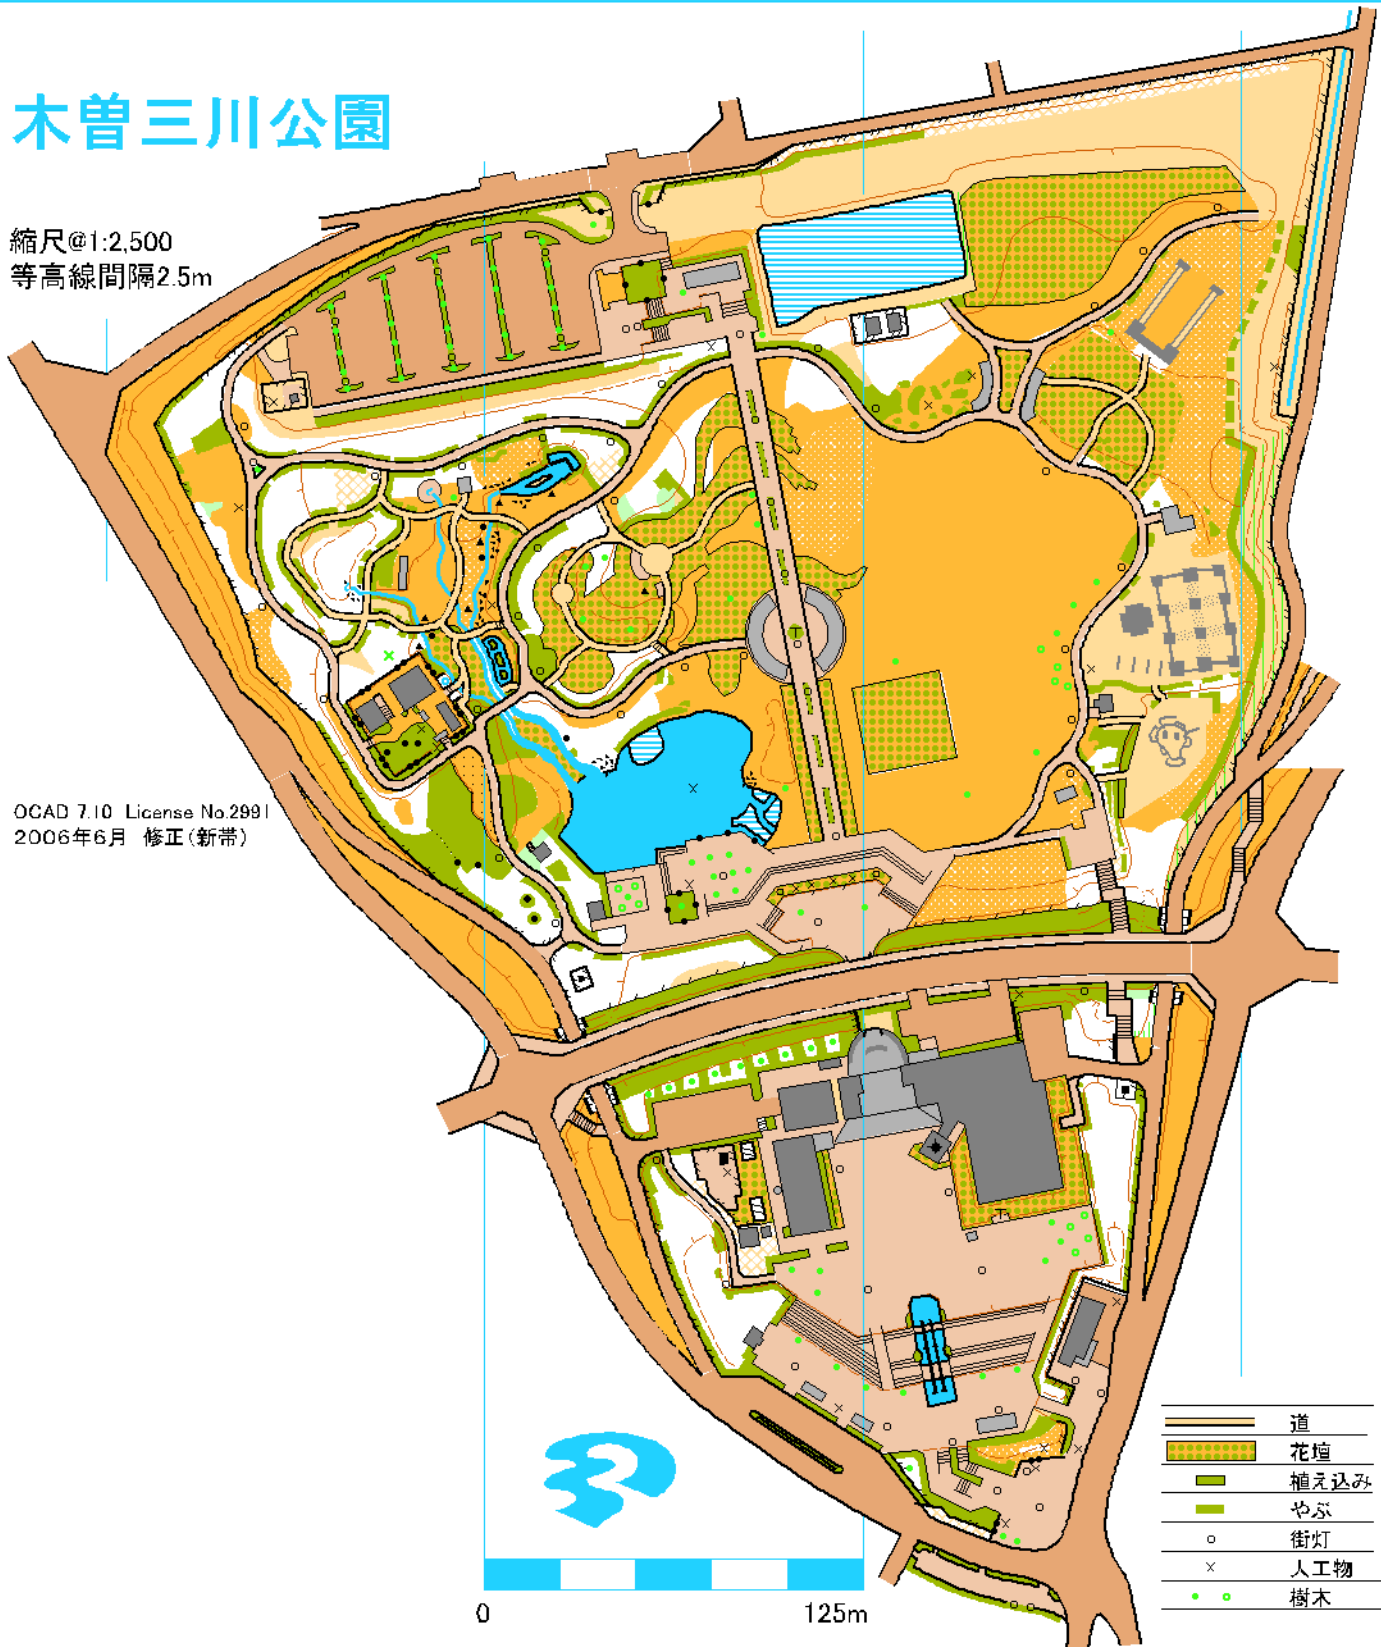 木曽三川公園
縮尺@1:2,500
等高線間隔2.5m
OCAD 7.10 License No.2991
2006年6月 修正(新帯)
0
125m
道
花壇
植え込み
やぶ
街灯
人工物
樹木